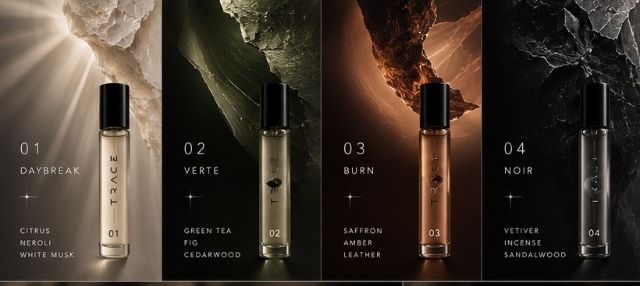 01
DAYBREAK
CITRUS
NEROLI
WHITE MUSK
TRACE
01
02
VERTE
GREEN TEA
FIG
CEDARWOOD
TRACE
02
03
BURN
SAFFRON
AMBER
LEATHER
TRACE
03
04
NOIR
VETIVER
INCENSE
SANDALWOOD
TRACE
04